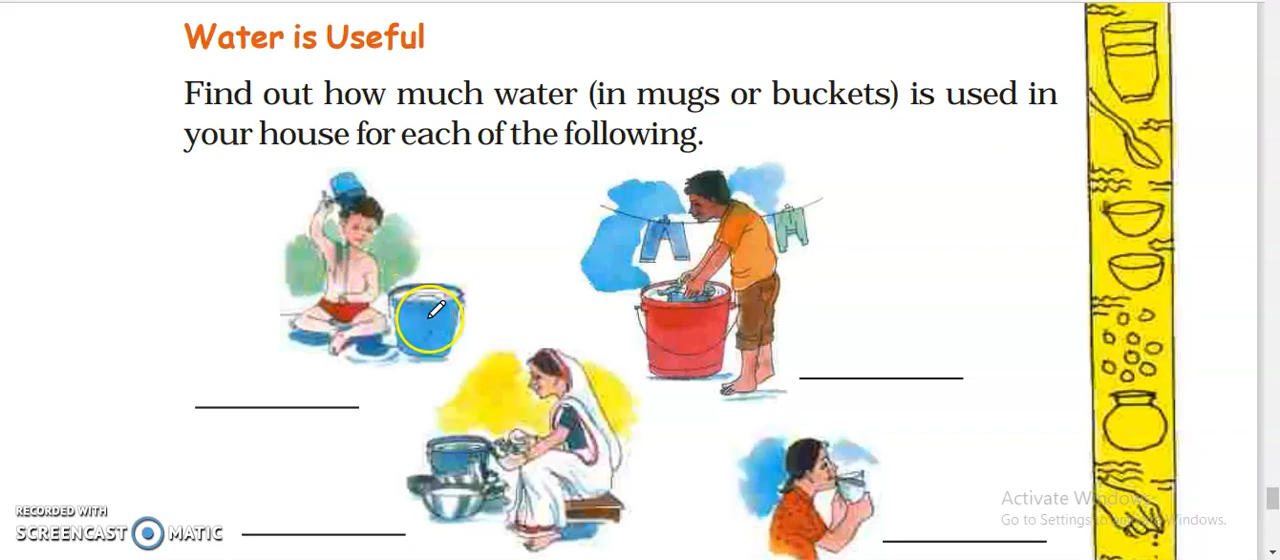 Water is Useful
Find out how much water (in mugs or buckets) is used in
your house for each of the following.
Activate Windows
Go to Settings to activate Windows.
RECORDED WITH
SCREENCAST MATIC